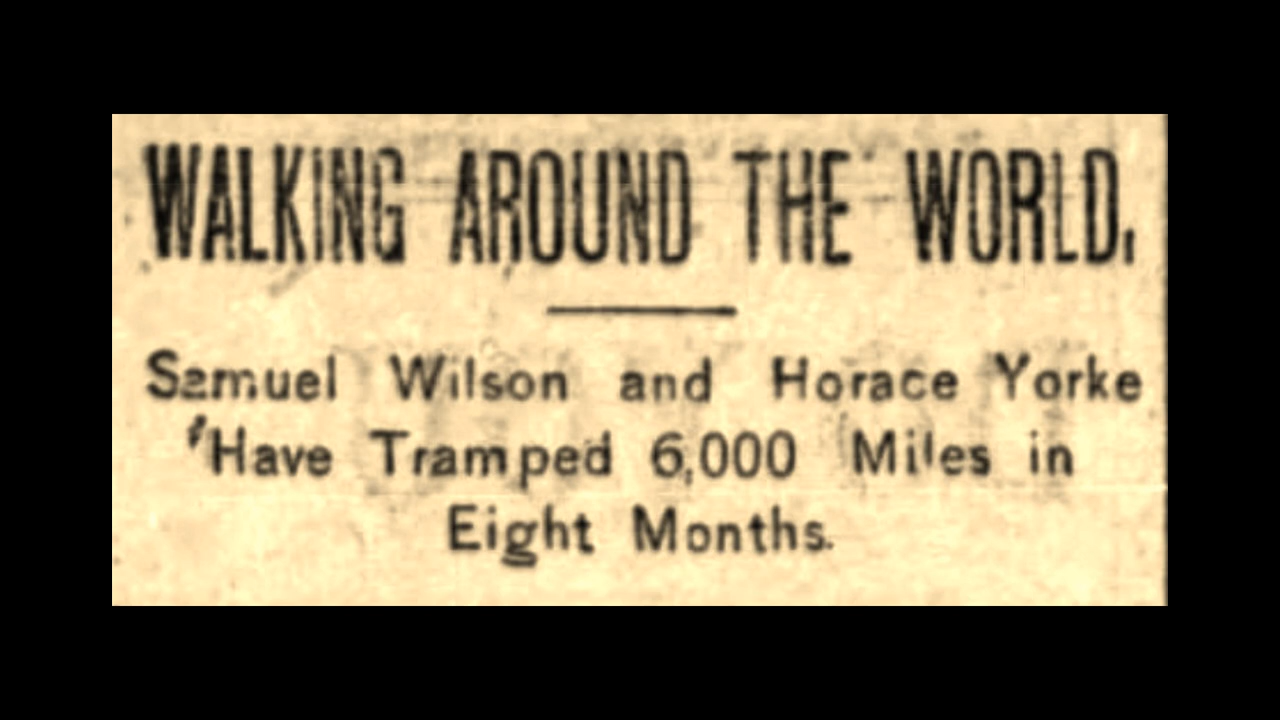 WALKING AROUND THE WORLD.
Samuel Wilson and Horace Yorke
Have Tramped 6,000 Miles in
Eight Months.